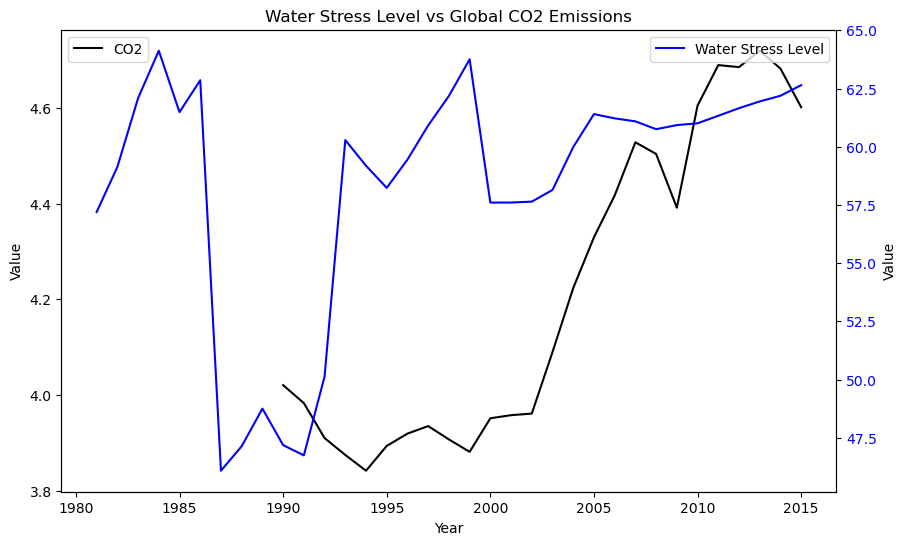 Water Stress Level vs Global CO2 Emissions
CO2
Water Stress Level
4.6
4.4
4.2
4.0
3.8
Value
65.0
62.5
60.0
57.5
55.0
52.5
50.0
47.5
Value
1980 1985 1990 1995 2000 2005 2010 2015
Year